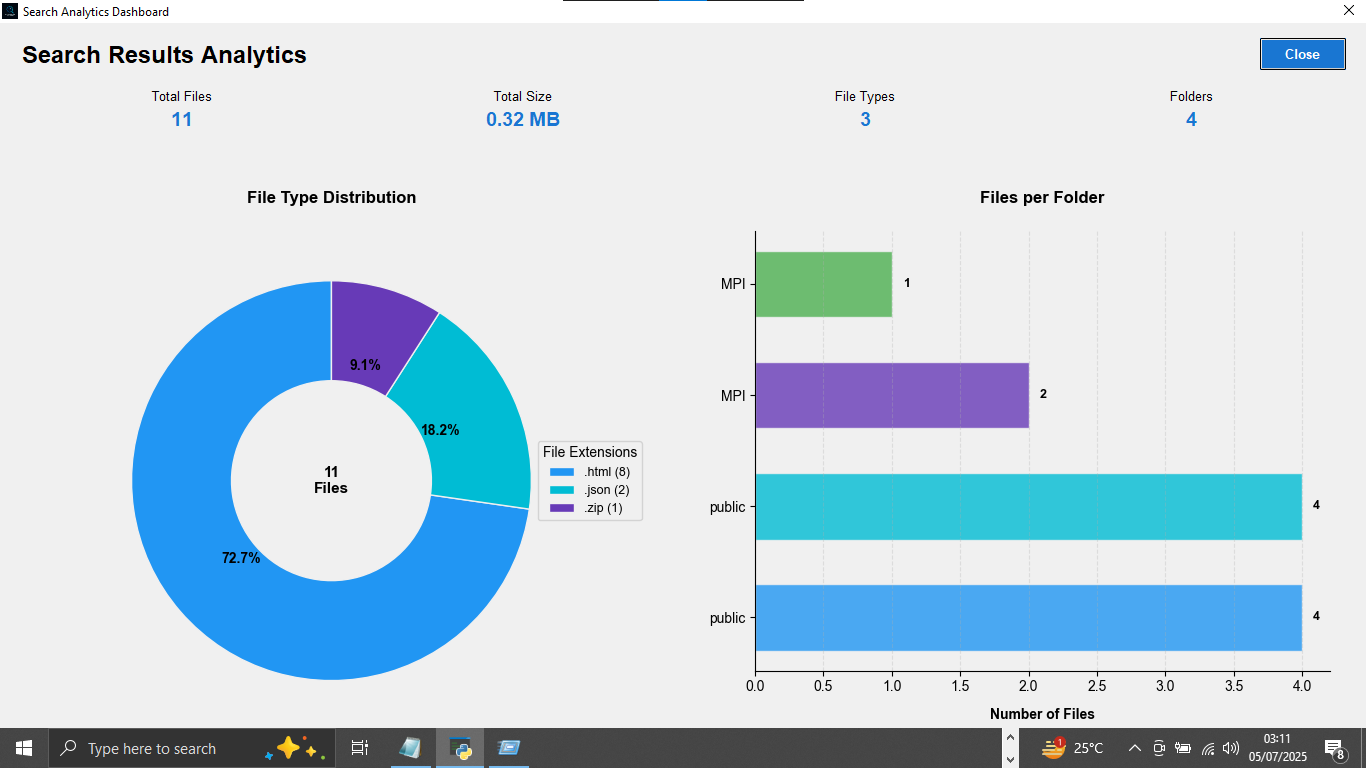 Search Analytics Dashboard
Search Results Analytics
Close
Total Files
11
Total Size
0.32 MB
File Types
3
Folders
4
File Type Distribution
9.1%
18.2%
72.7%
11
Files
File Extensions
.html (8)
.json (2)
.zip (1)
Files per Folder
MPI
1
MPI
2
public
4
public
4
0.0 0.5 1.0 1.5 2.0 2.5 3.0 3.5 4.0
Number of Files
Type here to search
1
25°C
03:11
05/07/2025
8